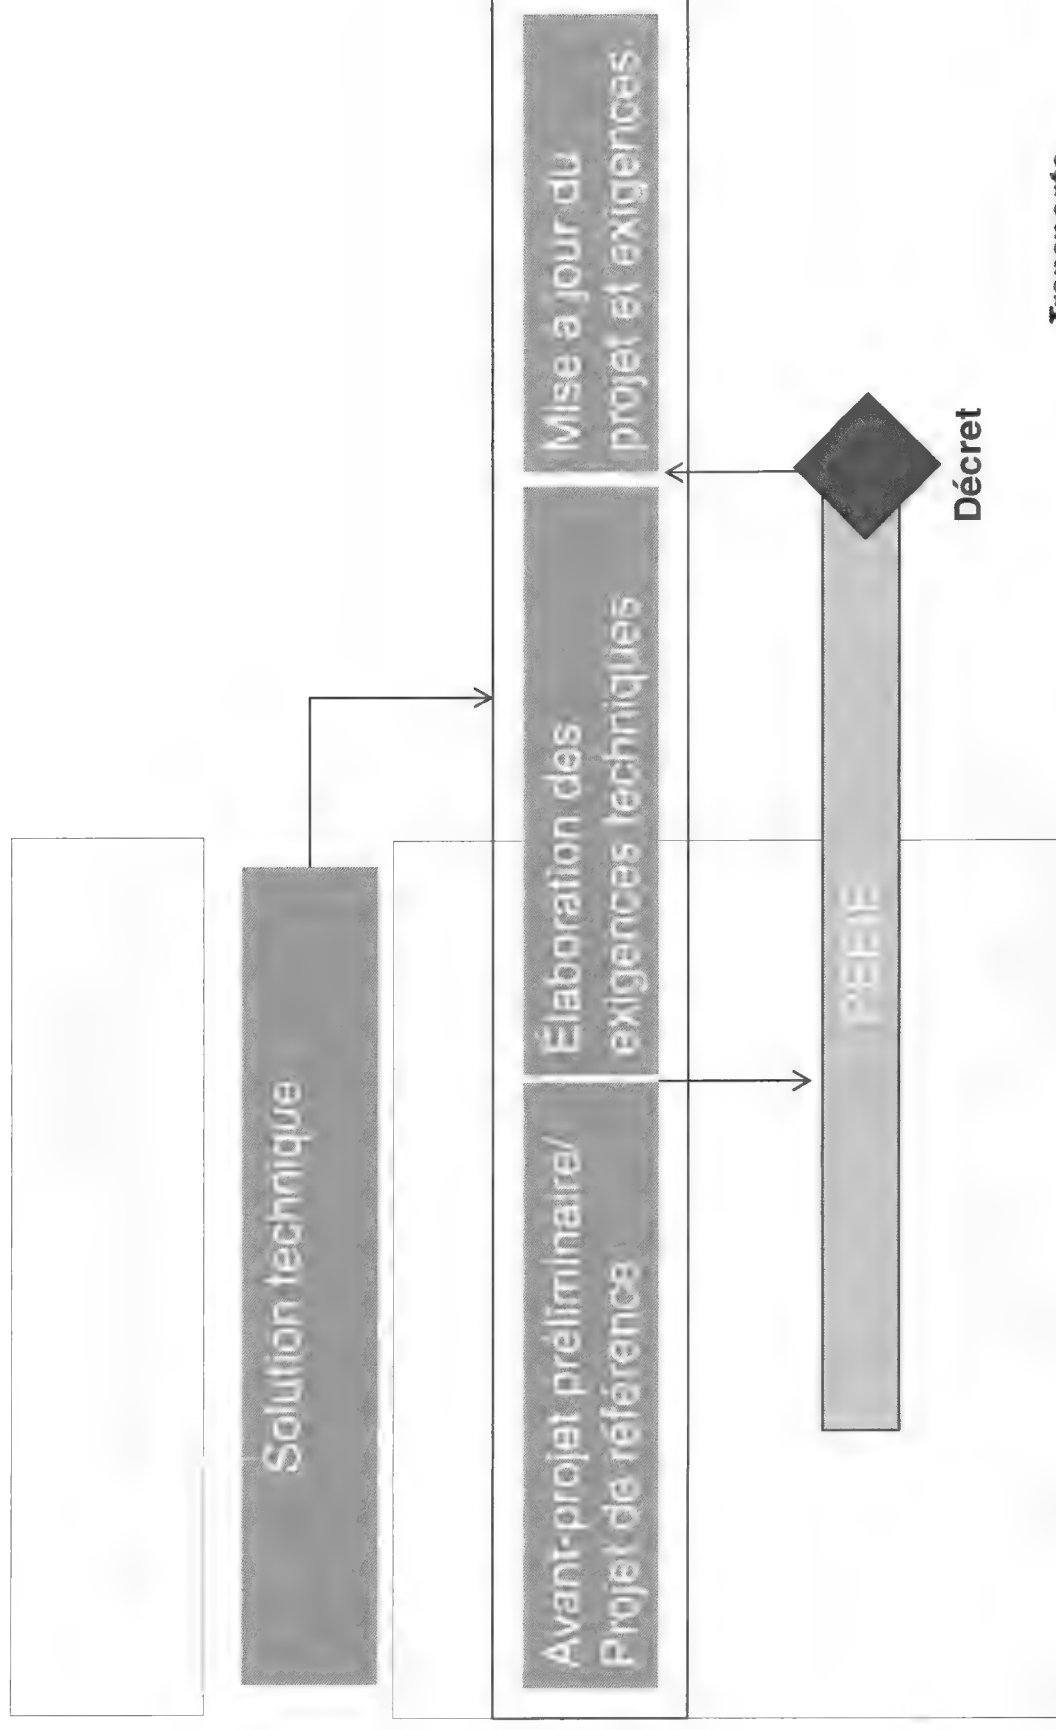 Solution technique
Avant-projet préliminaire/
Projet de référence
Élaboration des
exigences techniques
Mise à jour du
projet et exigences
PEEIE
Décret